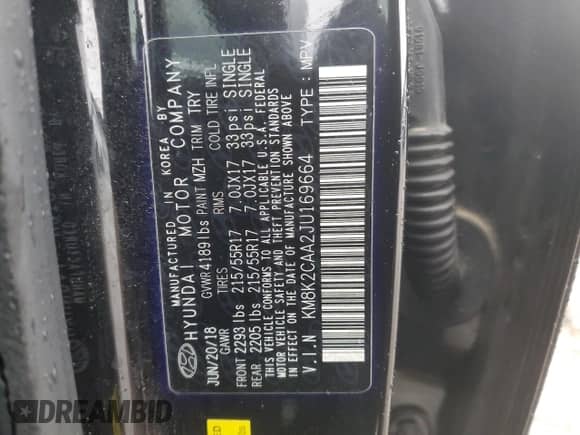 MANUFACTURED IN KOREA BY
HYUNDAI MOTOR COMPANY
JUN/20/18 GVWR 4189 lbs PAINT MZH TRIM TRY
GAWR TIRES RIMS COLD TIRE INFL
FRONT 2293 lbs 215/55R17 7.0JX17 33psi SINGLE
REAR 2205 lbs 215/55R17 7.0JX17 33psi SINGLE
THIS VEHICLE CONFORMS TO ALL APPLICABLE U.S.A. FEDERAL
MOTOR VEHICLE SAFETY AND THEFT PREVENTION STANDARDS
IN EFFECT ON THE DATE OF MANUFACTURE SHOWN ABOVE
V.I.N : KM8K2CAA2JU169664 TYPE : MPV
DREAMBID